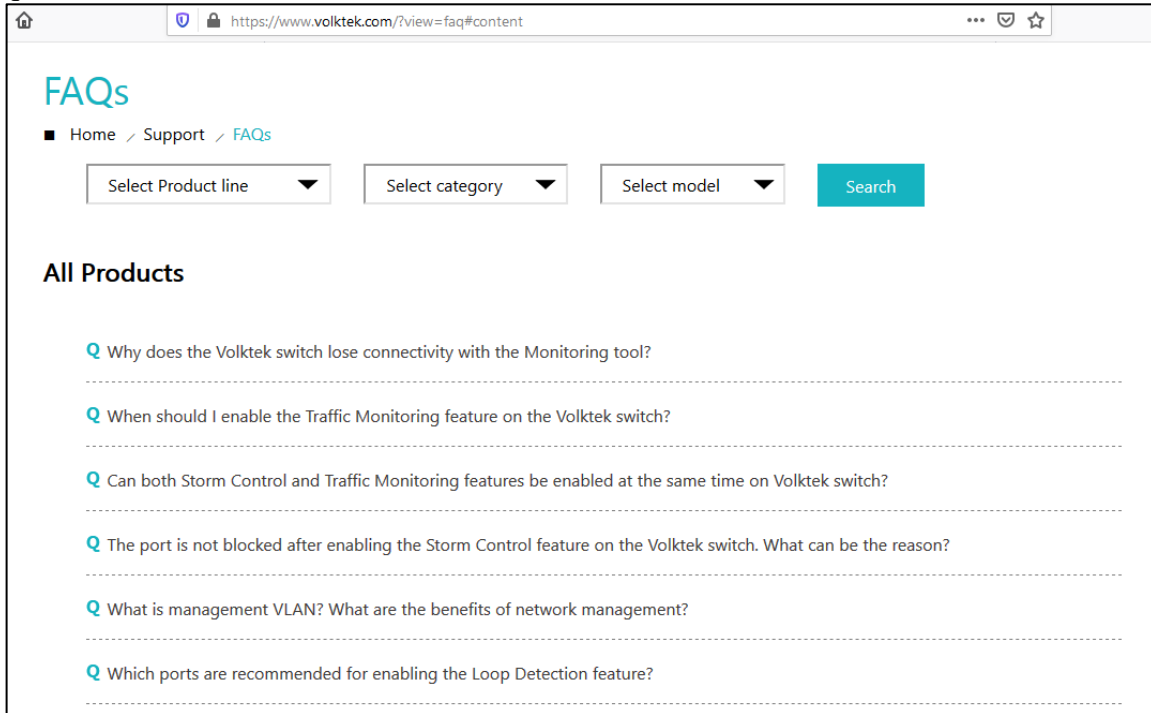 https://www.volktek.com/?view=faq#content
FAQs
Home / Support / FAQs
Select Product line Select category Select model Search
All Products
Q Why does the Volktek switch lose connectivity with the Monitoring tool?
Q When should I enable the Traffic Monitoring feature on the Volktek switch?
Q Can both Storm Control and Traffic Monitoring features be enabled at the same time on Volktek switch?
Q The port is not blocked after enabling the Storm Control feature on the Volktek switch. What can be the reason?
Q What is management VLAN? What are the benefits of network management?
Q Which ports are recommended for enabling the Loop Detection feature?